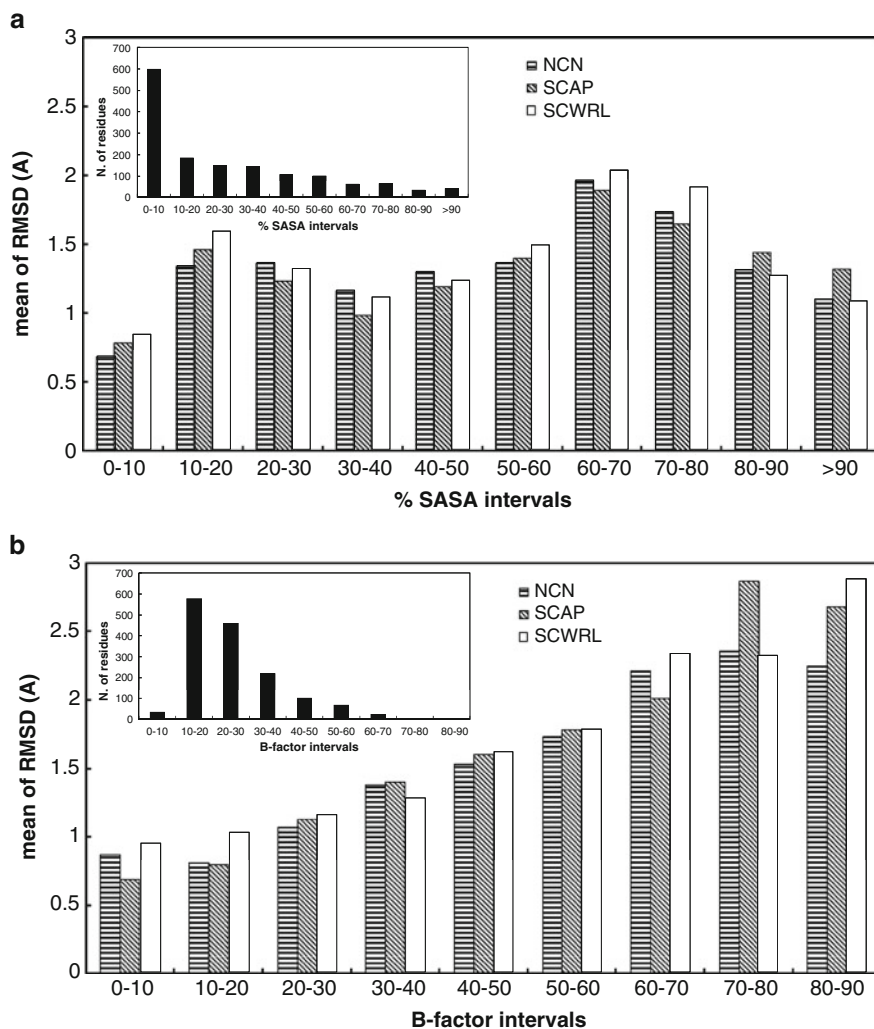 a
3
2.5
2
1.5
1
0.5
0
mean of RMSD (A)
700
600
500
400
300
200
100
0
N. of residues
0-10 10-20 20-30 30-40 40-50 50-60 60-70 70-80 80-90 >90
% SASA intervals
NCN
SCAP
SCWRL
0-10 10-20 20-30 30-40 40-50 50-60 60-70 70-80 80-90 >90
% SASA intervals
b
3
2.5
2
1.5
1
0.5
0
mean of RMSD (A)
700
600
500
400
300
200
100
0
N. of residues
0-10 10-20 20-30 30-40 40-50 50-60 60-70 70-80 80-90
B-factor intervals
NCN
SCAP
SCWRL
0-10 10-20 20-30 30-40 40-50 50-60 60-70 70-80 80-90
B-factor intervals